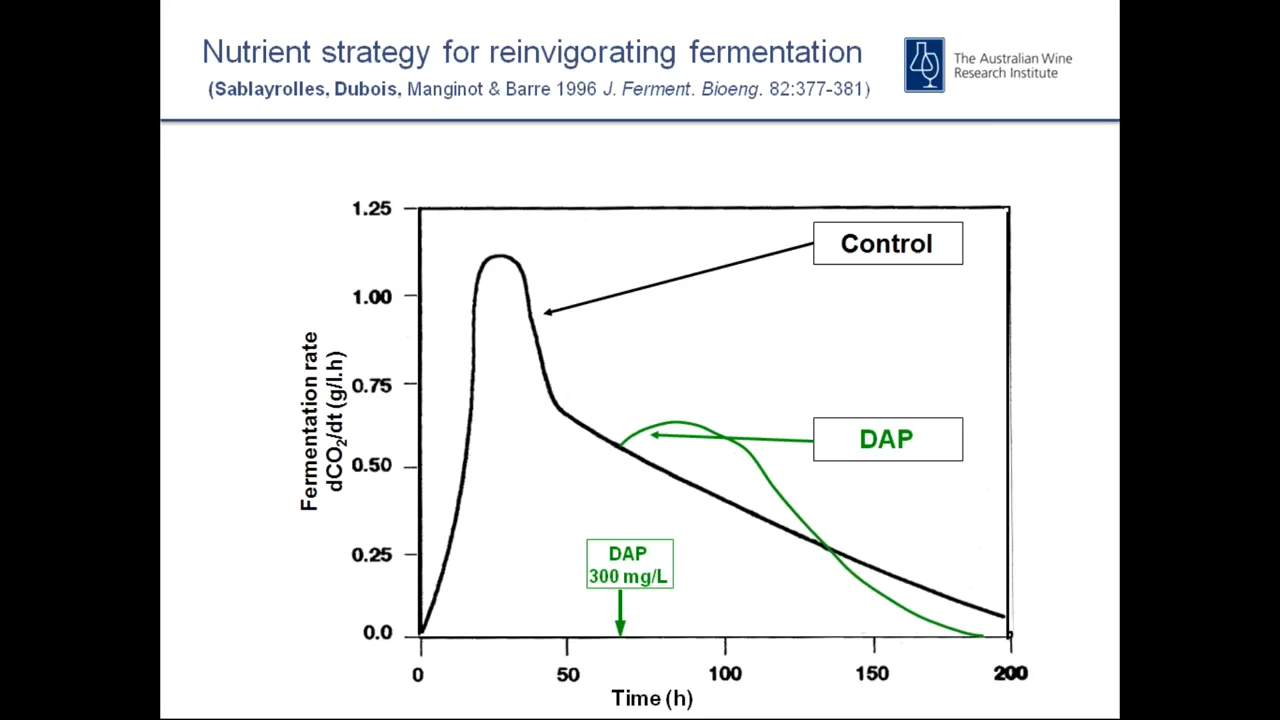 Nutrient strategy for reinvigorating fermentation
(Sablayrolles, Dubois, Manginot & Barre 1996 J. Ferment. Bioeng. 82:377-381)
The Australian Wine
Research Institute
1.25
1.00
0.75
0.50
0.25
0.0
Fermentation rate
dCO₂/dt (g/l.h)
Control
DAP
DAP
300 mg/L
0
50
100
150
200
Time (h)